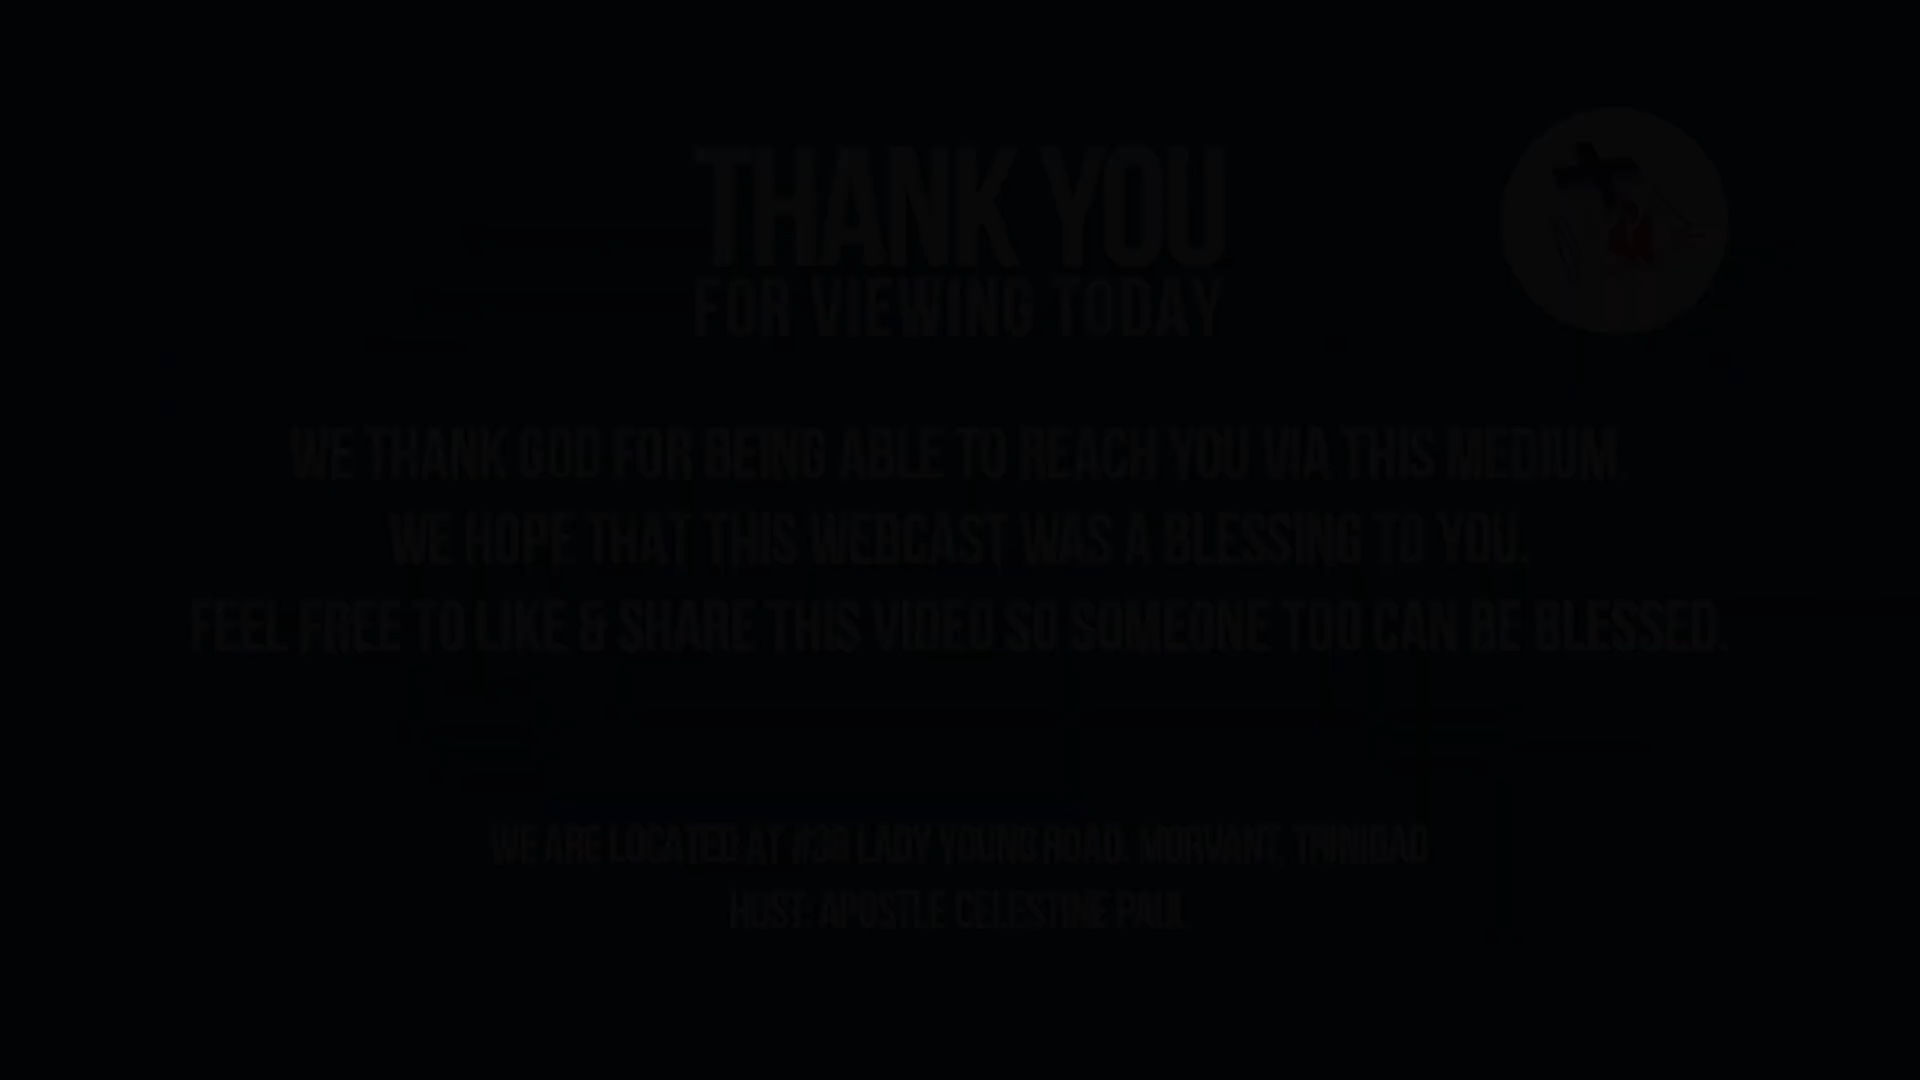 THANK YOU
FOR VIEWING TODAY
WE THANK GOD FOR BEING ABLE TO REACH YOU VIA THIS MEDIUM.
WE HOPE THAT THIS WEBCAST WAS A BLESSING TO YOU.
FEEL FREE TO LIKE & SHARE THIS VIDEO SO SOMEONE TOO CAN BE BLESSED.
WE ARE LOCATED AT #38 LADY YOUNG ROAD, MORVANT, TRINIDAD
HOST: APOSTLE CELESTINE PAUL